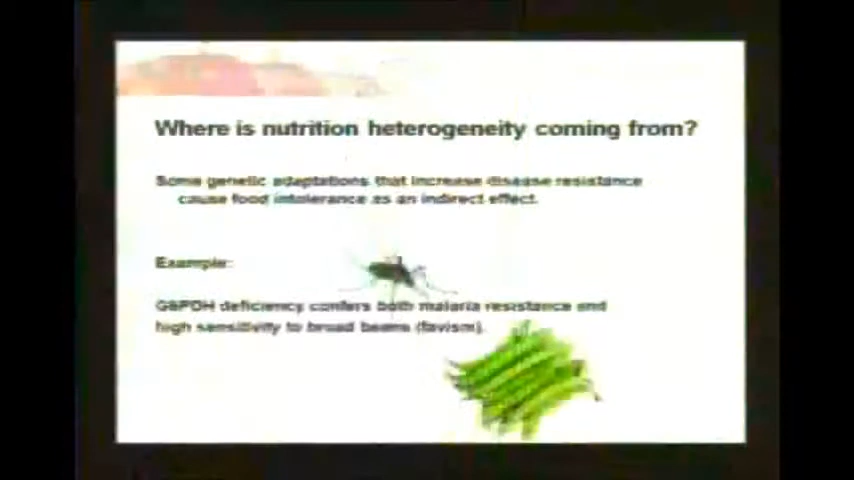 Where is nutrition heterogeneity coming from?
Some genetic adaptations that increase disease resistance
cause food intolerance as an indirect effect.
Example:
G6PDH deficiency confers both malaria resistance and
high sensitivity to broad beans (favism).